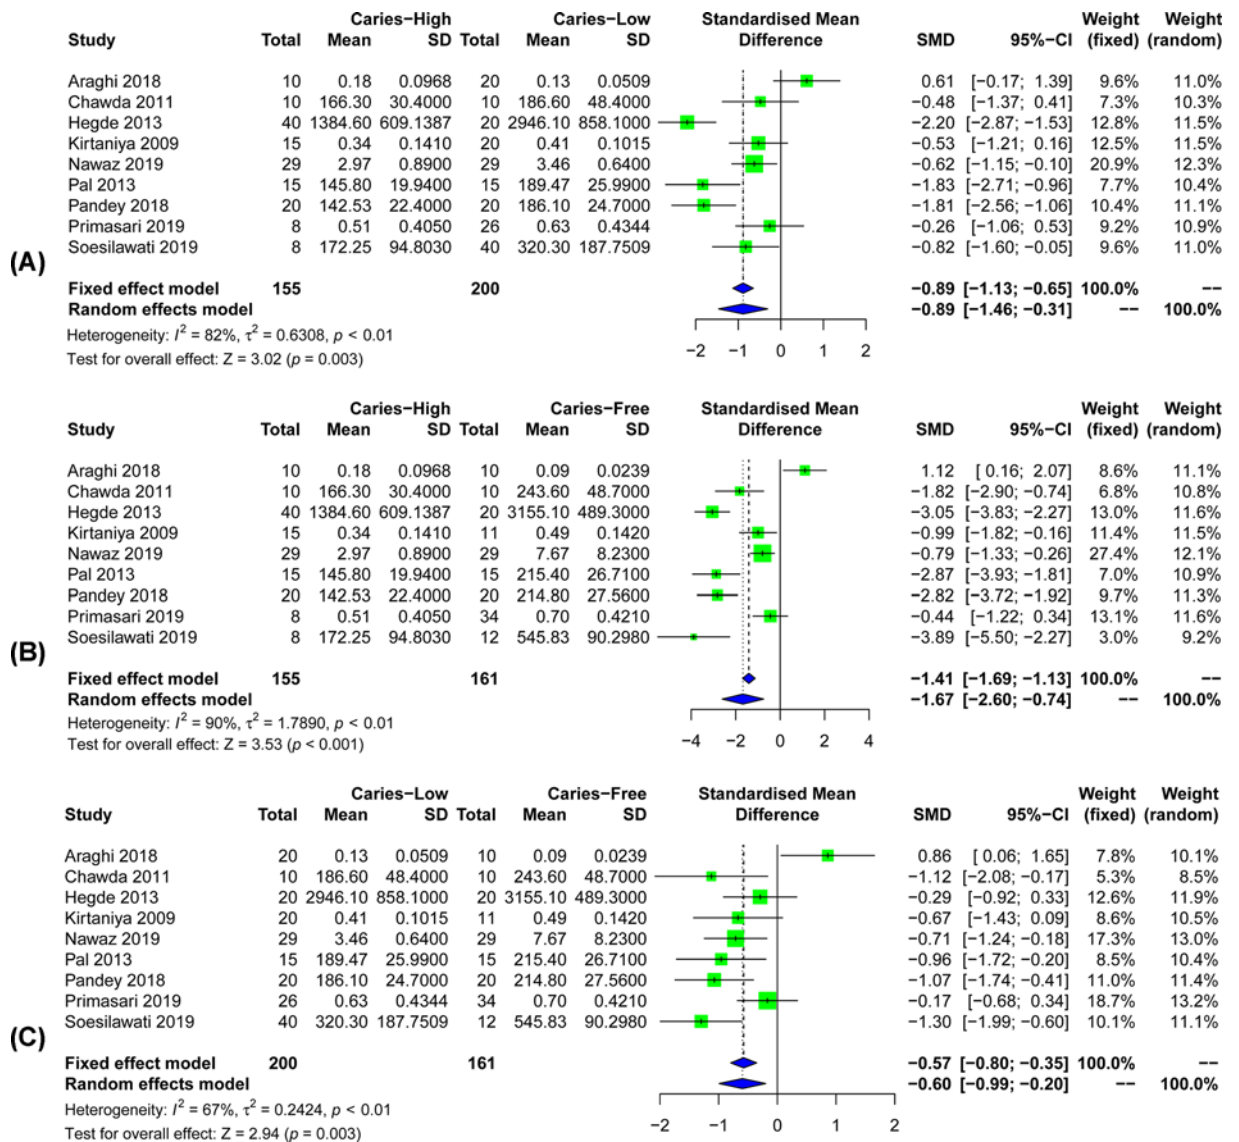 Caries−High Caries−Low Standardised Mean Weight Weight
Study Total Mean SD Total Mean SD Difference SMD 95%−CI (fixed) (random)
Araghi 2018 10 0.18 0.0968 20 0.13 0.0509 0.61 [−0.17; 1.39] 9.6% 11.0%
Chawda 2011 10 166.30 30.4000 10 186.60 48.4000 −0.48 [−1.37; 0.41] 7.3% 10.3%
Hegde 2013 40 1384.60 609.1387 20 2946.10 858.1000 −2.20 [−2.87; −1.53] 12.8% 11.5%
Kirtaniya 2009 15 0.34 0.1410 20 0.41 0.1015 −0.53 [−1.21; 0.16] 12.5% 11.5%
Nawaz 2019 29 2.97 0.8900 29 3.46 0.6400 −0.62 [−1.15; −0.10] 20.9% 12.3%
Pal 2013 15 145.80 19.9400 15 189.47 25.9900 −1.83 [−2.71; −0.96] 7.7% 10.4%
Pandey 2018 20 142.53 22.4000 20 186.10 24.7000 −1.81 [−2.56; −1.06] 10.4% 11.1%
Primasari 2019 8 0.51 0.4050 26 0.63 0.4344 −0.26 [−1.06; 0.53] 9.2% 10.9%
Soesilawati 2019 8 172.25 94.8030 40 320.30 187.7509 −0.82 [−1.60; −0.05] 9.6% 11.0%
(A)
Fixed effect model 155 200 −0.89 [−1.13; −0.65] 100.0% −−
Random effects model −0.89 [−1.46; −0.31] −− 100.0%
Heterogeneity: I² = 82%, τ² = 0.6308, p < 0.01
−2 −1 0 1 2
Test for overall effect: Z = 3.02 (p = 0.003)
Caries−High Caries−Free Standardised Mean Weight Weight
Study Total Mean SD Total Mean SD Difference SMD 95%−CI (fixed) (random)
Araghi 2018 10 0.18 0.0968 10 0.09 0.0239 1.12 [ 0.16; 2.07] 8.6% 11.1%
Chawda 2011 10 166.30 30.4000 10 243.60 48.7000 −1.82 [−2.90; −0.74] 6.8% 10.8%
Hegde 2013 40 1384.60 609.1387 20 3155.10 489.3000 −3.05 [−3.83; −2.27] 13.0% 11.6%
Kirtaniya 2009 15 0.34 0.1410 11 0.49 0.1420 −0.99 [−1.82; −0.16] 11.4% 11.5%
Nawaz 2019 29 2.97 0.8900 29 7.67 8.2300 −0.79 [−1.33; −0.26] 27.4% 12.1%
Pal 2013 15 145.80 19.9400 15 215.40 26.7100 −2.87 [−3.93; −1.81] 7.0% 10.9%
Pandey 2018 20 142.53 22.4000 20 214.80 27.5600 −2.82 [−3.72; −1.92] 9.7% 11.3%
Primasari 2019 8 0.51 0.4050 34 0.70 0.4210 −0.44 [−1.22; 0.34] 13.1% 11.6%
Soesilawati 2019 8 172.25 94.8030 12 545.83 90.2980 −3.89 [−5.50; −2.27] 3.0% 9.2%
(B)
Fixed effect model 155 161 −1.41 [−1.69; −1.13] 100.0% −−
Random effects model −1.67 [−2.60; −0.74] −− 100.0%
Heterogeneity: I² = 90%, τ² = 1.7890, p < 0.01
−4 −2 0 2 4
Test for overall effect: Z = 3.53 (p < 0.001)
Caries−Low Caries−Free Standardised Mean Weight Weight
Study Total Mean SD Total Mean SD Difference SMD 95%−CI (fixed) (random)
Araghi 2018 20 0.13 0.0509 10 0.09 0.0239 0.86 [ 0.06; 1.65] 7.8% 10.1%
Chawda 2011 10 186.60 48.4000 10 243.60 48.7000 −1.12 [−2.08; −0.17] 5.3% 8.5%
Hegde 2013 20 2946.10 858.1000 20 3155.10 489.3000 −0.29 [−0.92; 0.33] 12.6% 11.9%
Kirtaniya 2009 20 0.41 0.1015 11 0.49 0.1420 −0.67 [−1.43; 0.09] 8.6% 10.5%
Nawaz 2019 29 3.46 0.6400 29 7.67 8.2300 −0.71 [−1.24; −0.18] 17.3% 13.0%
Pal 2013 15 189.47 25.9900 15 215.40 26.7100 −0.96 [−1.72; −0.20] 8.5% 10.4%
Pandey 2018 20 186.10 24.7000 20 214.80 27.5600 −1.07 [−1.74; −0.41] 11.0% 11.4%
Primasari 2019 26 0.63 0.4344 34 0.70 0.4210 −0.17 [−0.68; 0.34] 18.7% 13.2%
Soesilawati 2019 40 320.30 187.7509 12 545.83 90.2980 −1.30 [−1.99; −0.60] 10.1% 11.1%
(C)
Fixed effect model 200 161 −0.57 [−0.80; −0.35] 100.0% −−
Random effects model −0.60 [−0.99; −0.20] −− 100.0%
Heterogeneity: I² = 67%, τ² = 0.2424, p < 0.01
−2 −1 0 1 2
Test for overall effect: Z = 2.94 (p = 0.003)